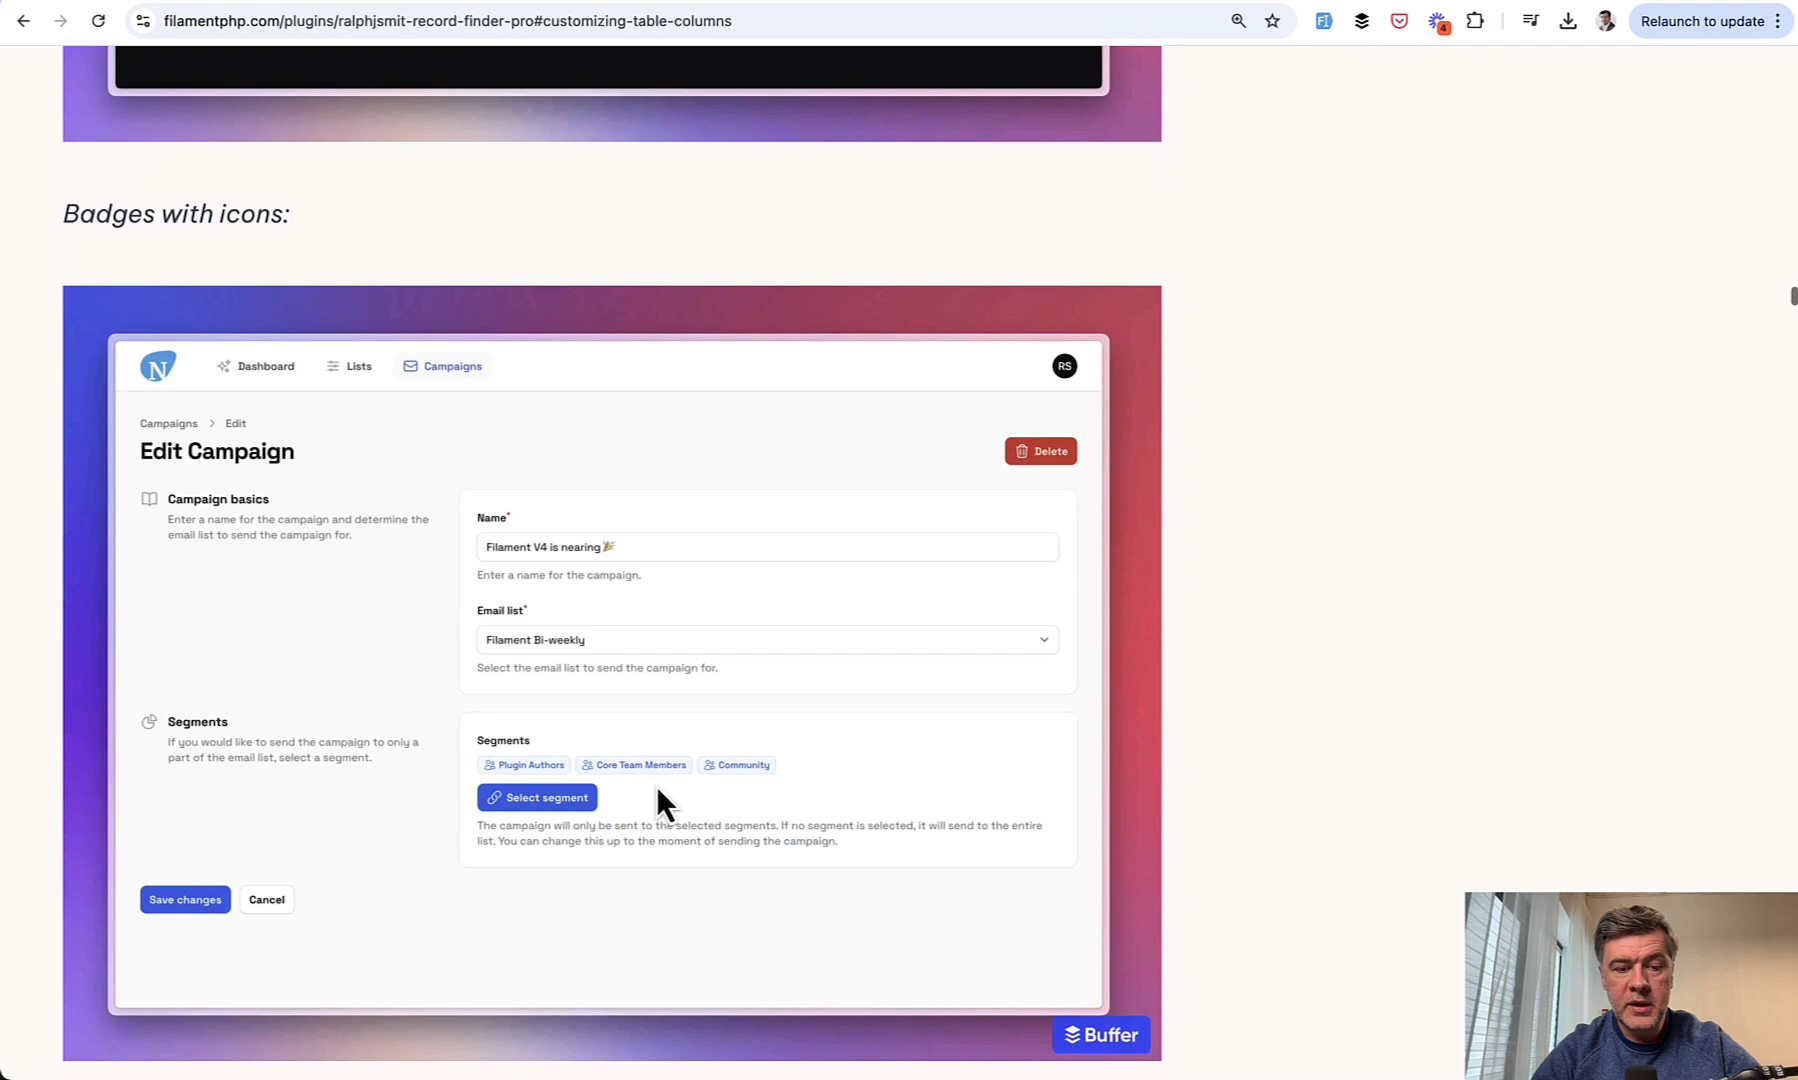 filamentphp.com/plugins/ralphjsmit-record-finder-pro#customizing-table-columns
4
Relaunch to update
Badges with icons:
N
Dashboard
Lists
Campaigns
RS
Campaigns > Edit
Edit Campaign
Delete
Campaign basics
Enter a name for the campaign and determine the
email list to send the campaign for.
Name*
Filament V4 is nearing 🎉
Enter a name for the campaign.
Email list*
Filament Bi-weekly
Select the email list to send the campaign for.
Segments
If you would like to send the campaign to only a
part of the email list, select a segment.
Segments
Plugin Authors
Core Team Members
Community
Select segment
The campaign will only be sent to the selected segments. If no segment is selected, it will send to the entire
list. You can change this up to the moment of sending the campaign.
Save changes
Cancel
Buffer